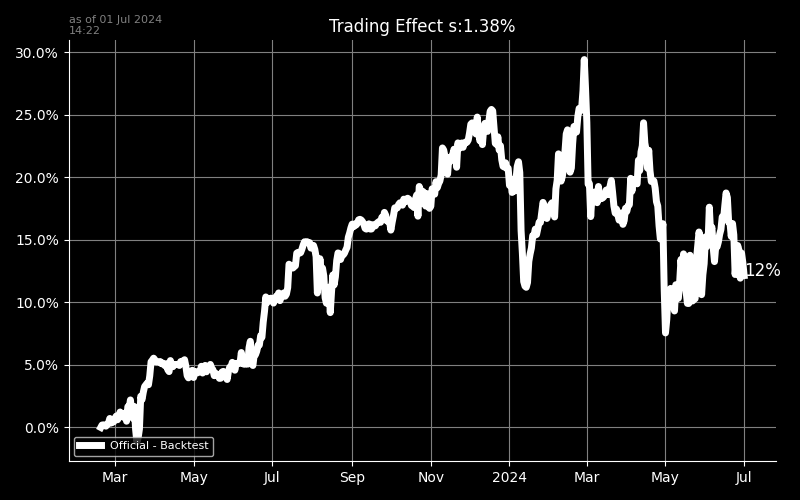 as of 01 Jul 2024
14:22
Trading Effect s:1.38%
30.0%
25.0%
20.0%
15.0%
10.0%
5.0%
0.0%
12%
Official - Backtest
Mar May Jul Sep Nov 2024 Mar May Jul